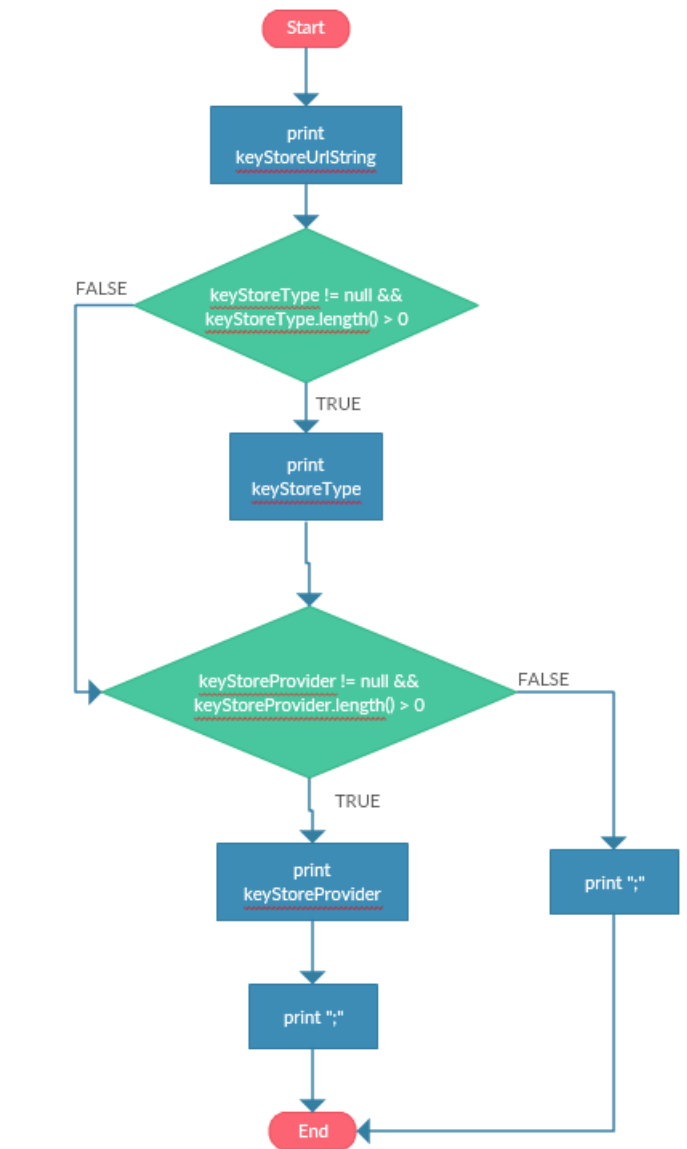 Start
print
keyStoreUrlString
FALSE
keyStoreType != null &&
keyStoreType.length() > 0
TRUE
print
keyStoreType
keyStoreProvider != null &&
keyStoreProvider.length() > 0
FALSE
TRUE
print
keyStoreProvider
print ";"
print ";"
End